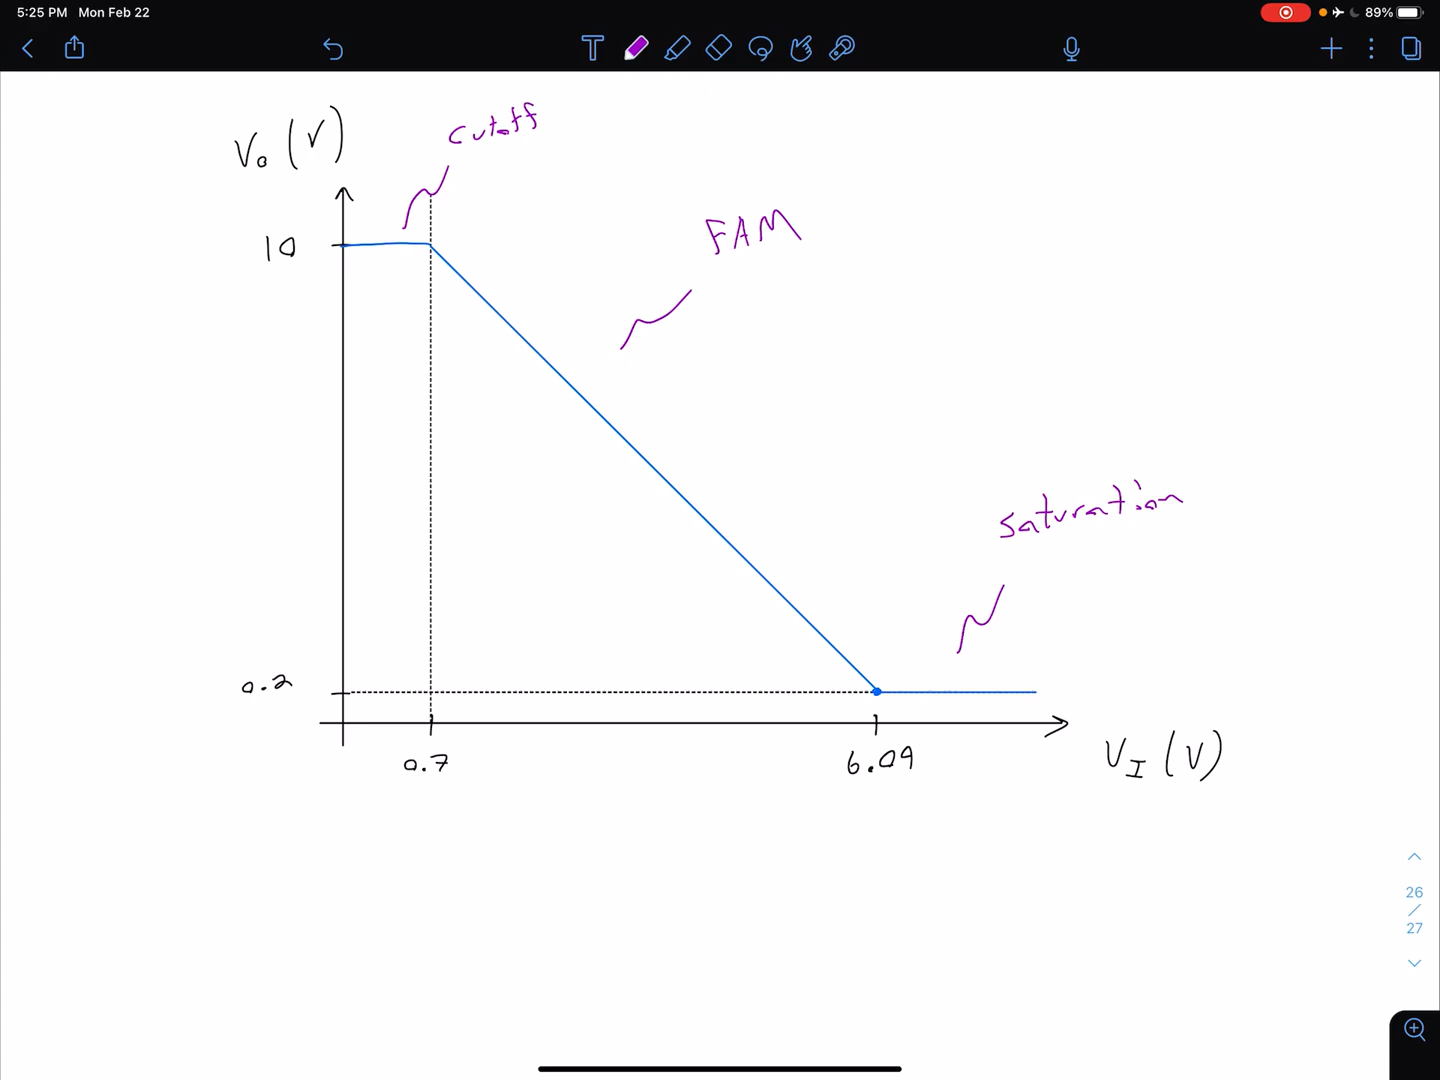 5:25 PM Mon Feb 22
89%
T
Vo (V)
cutoff
FAM
10
saturation
0.2
0.7
6.09
VI (V)
26
/
27